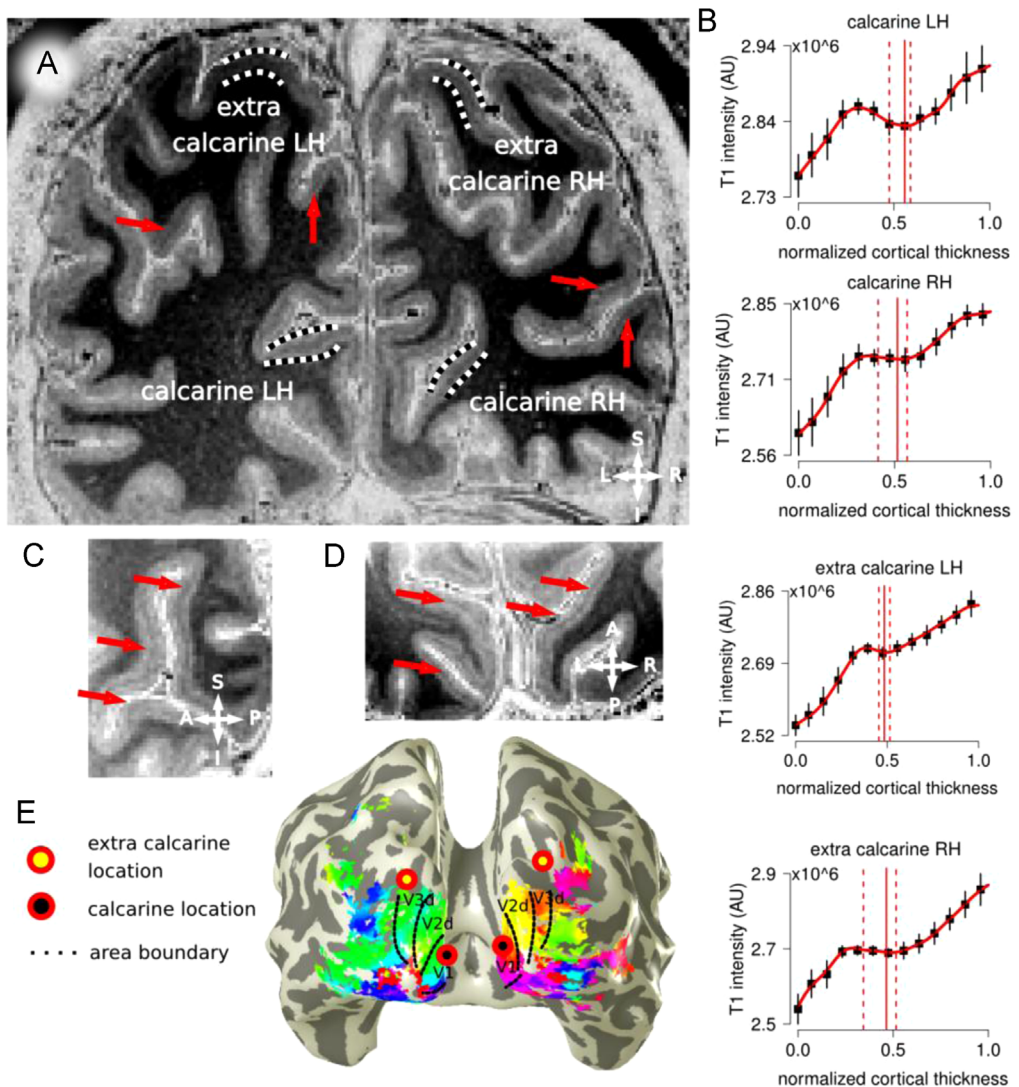 A
extra
calcarine LH
extra
calcarine RH
calcarine LH
calcarine RH
S
L
R
I
B
calcarine LH
x10^6
2.94
2.84
2.73
T1 intensity (AU)
0.0 0.5 1.0
normalized cortical thickness
calcarine RH
x10^6
2.85
2.71
2.56
T1 intensity (AU)
0.0 0.5 1.0
normalized cortical thickness
extra calcarine LH
x10^6
2.86
2.69
2.52
T1 intensity (AU)
0.0 0.5 1.0
normalized cortical thickness
extra calcarine RH
x10^6
2.9
2.7
2.5
T1 intensity (AU)
0.0 0.5 1.0
normalized cortical thickness
C
S
A
P
I
D
A
L
R
P
E
extra calcarine
location
calcarine location
area boundary
V3d
V2d
V1
V2d
V3d
V1